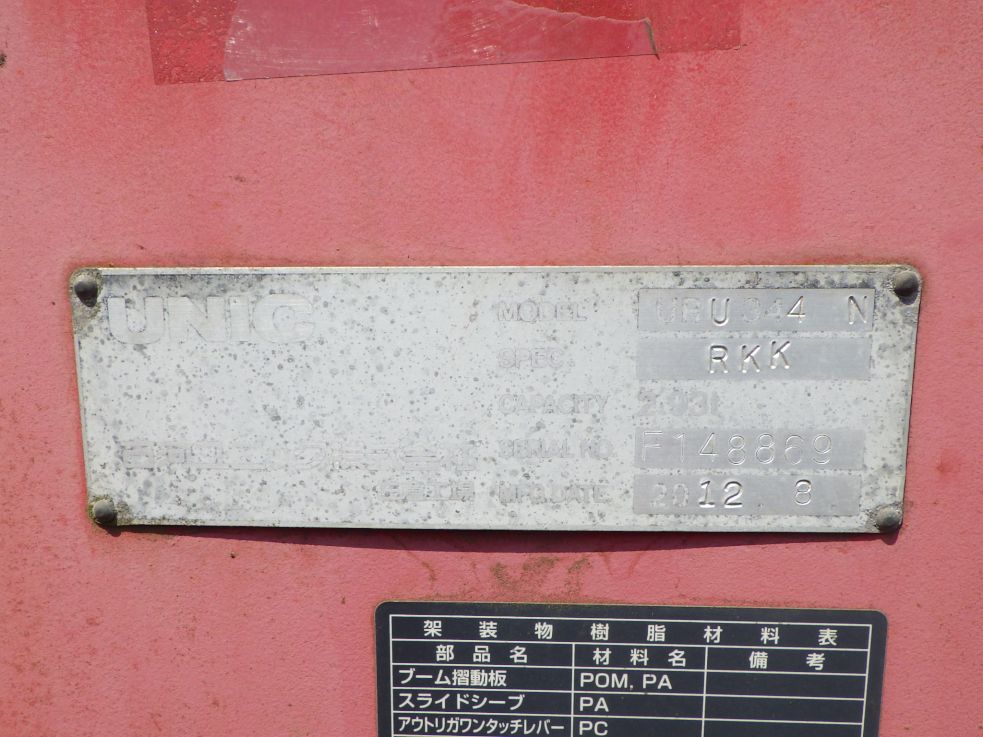 UNIC
MODEL URU344 N
SPEC RKK
CAPACITY 2.93t
SERIAL NO. F148869
MFG.DATE 2012 8
架装物樹脂材料表
部品名 材料名 備考
ブーム摺動板 POM, PA
スライドシーブ PA
アウトリガワンタッチレバー PC